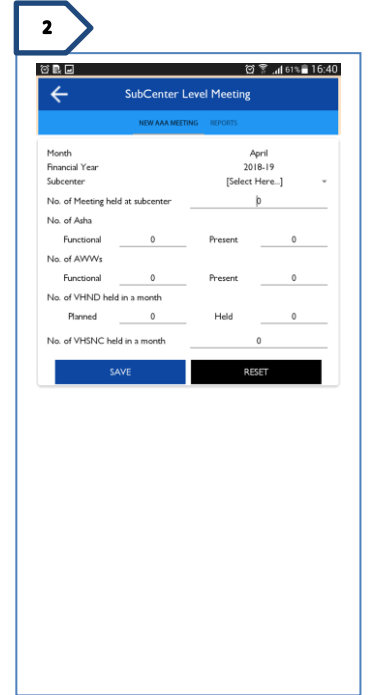 2
61% 16:40
SubCenter Level Meeting
NEW AAA MEETING REPORTS
Month April
Financial Year 2018-19
Subcenter [Select Here...]
No. of Meeting held at subcenter 0
No. of Asha
Functional 0 Present 0
No. of AWWs
Functional 0 Present 0
No. of VHND held in a month
Planned 0 Held 0
No. of VHSNC held in a month 0
SAVE RESET